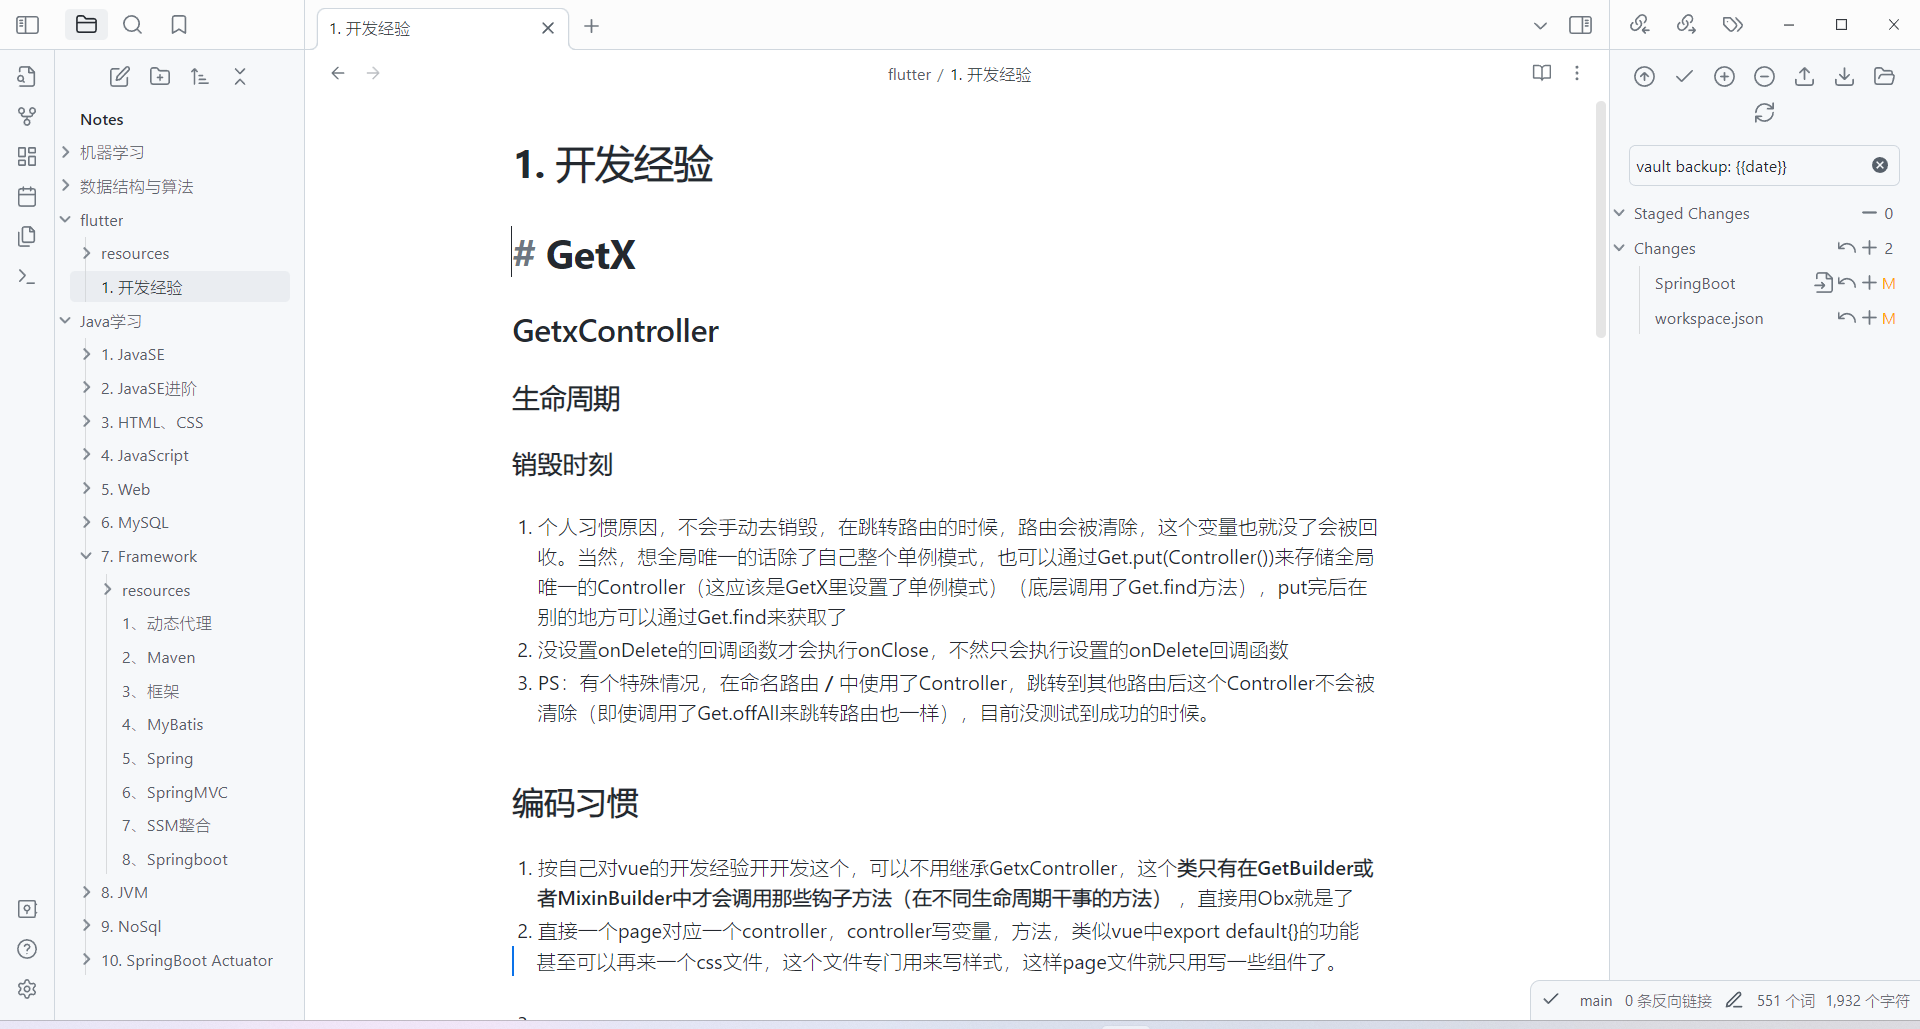 1. 开发经验
Notes
机器学习
数据结构与算法
flutter
resources
1. 开发经验
Java学习
1. JavaSE
2. JavaSE进阶
3. HTML、CSS
4. JavaScript
5. Web
6. MySQL
7. Framework
resources
1、动态代理
2、Maven
3、框架
4、MyBatis
5、Spring
6、SpringMVC
7、SSM整合
8、Springboot
8. JVM
9. NoSql
10. SpringBoot Actuator
flutter / 1. 开发经验
1. 开发经验
# GetX
GetxController
生命周期
销毁时刻
1. 个人习惯原因，不会手动去销毁，在跳转路由的时候，路由会被清除，这个变量也就没了会被回
收。当然，想全局唯一的话除了自己整个单例模式，也可以通过Get.put(Controller())来存储全局
唯一的Controller（这应该是GetX里设置了单例模式）（底层调用了Get.find方法），put完后在
别的地方可以通过Get.find来获取了
2. 没设置onDelete的回调函数才会执行onClose，不然只会执行设置的onDelete回调函数
3. PS：有个特殊情况，在命名路由 / 中使用了Controller，跳转到其他路由后这个Controller不会被
清除（即使调用了Get.offAll来跳转路由也一样），目前没测试到成功的时候。
编码习惯
1. 按自己对vue的开发经验开开发这个，可以不用继承GetxController，这个类只有在GetBuilder或
者MixinBuilder中才会调用那些钩子方法（在不同生命周期干事的方法），直接用Obx就是了
2. 直接一个page对应一个controller，controller写变量，方法，类似vue中export default{}的功能
甚至可以再来一个css文件，这个文件专门用来写样式，这样page文件就只用写一些组件了。
vault backup: {{date}}
Staged Changes 0
Changes 2
SpringBoot M
workspace.json M
main 0 条反向链接 551 个词 1,932 个字符